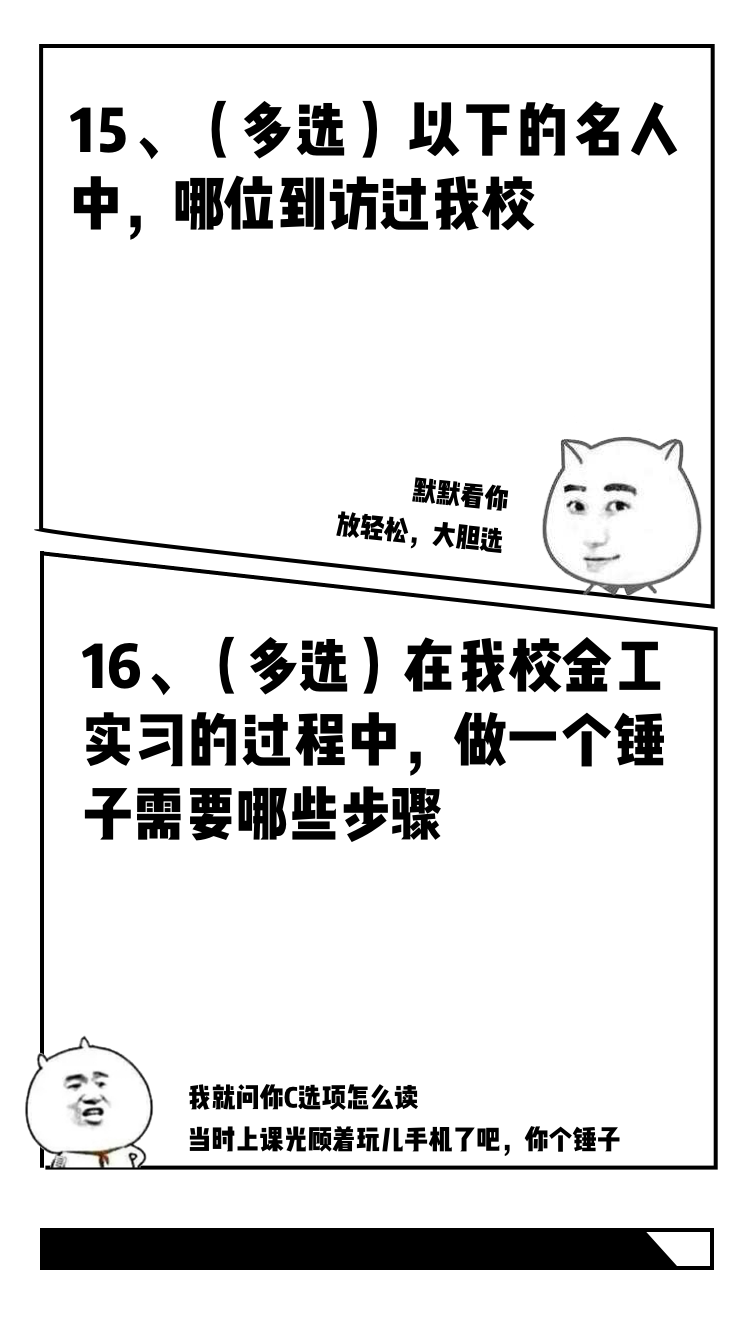 15、（多选）以下的名人
中，哪位到访过我校
默默看你
放轻松，大胆选
16、（多选）在我校金工
实习的过程中，做一个锤
子需要哪些步骤
我就问你C选项怎么读
当时上课光顾着玩儿手机了吧，你个锤子